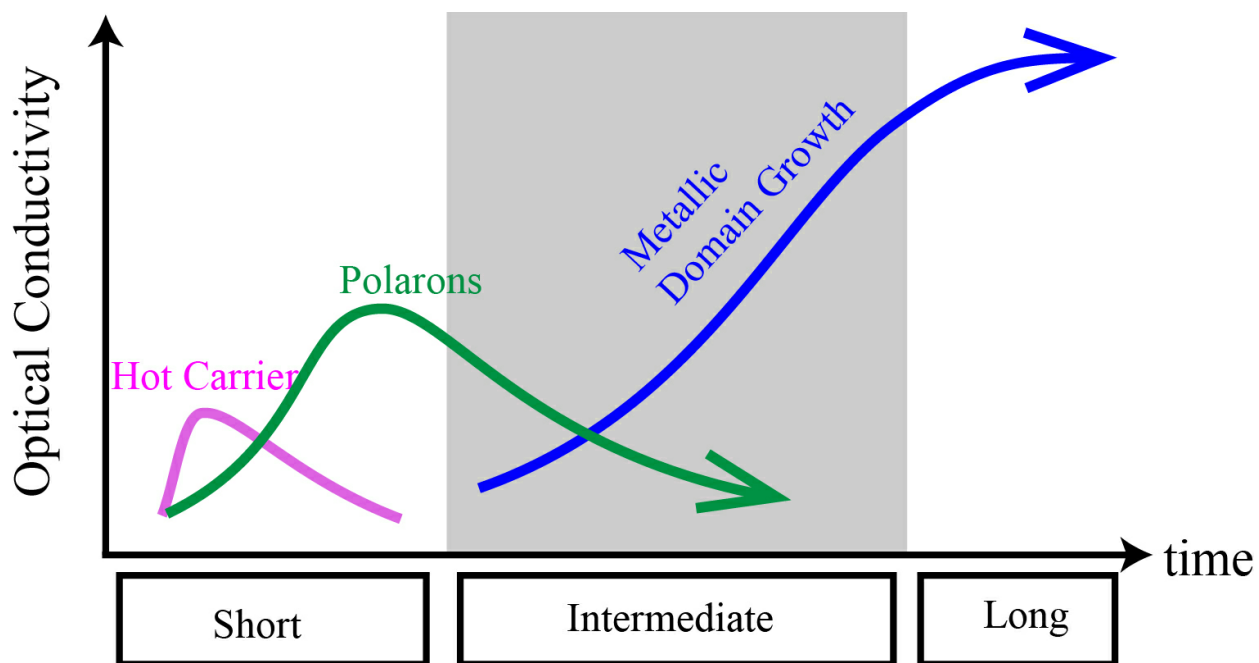 Optical Conductivity
Hot Carrier
Polarons
Metallic
Domain Growth
time
Short
Intermediate
Long